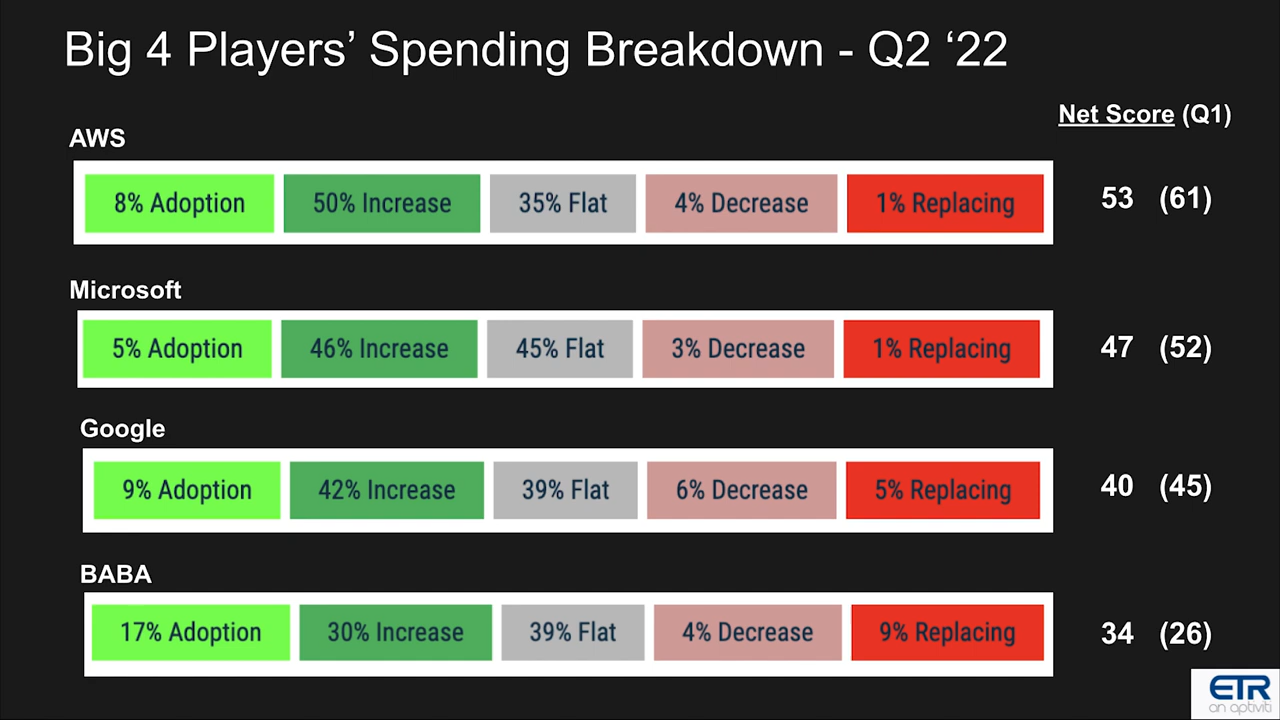 Big 4 Players’ Spending Breakdown - Q2 ‘22
Net Score (Q1)
AWS
8% Adoption 50% Increase 35% Flat 4% Decrease 1% Replacing 53 (61)
Microsoft
5% Adoption 46% Increase 45% Flat 3% Decrease 1% Replacing 47 (52)
Google
9% Adoption 42% Increase 39% Flat 6% Decrease 5% Replacing 40 (45)
BABA
17% Adoption 30% Increase 39% Flat 4% Decrease 9% Replacing 34 (26)
ETR
an aptiviti